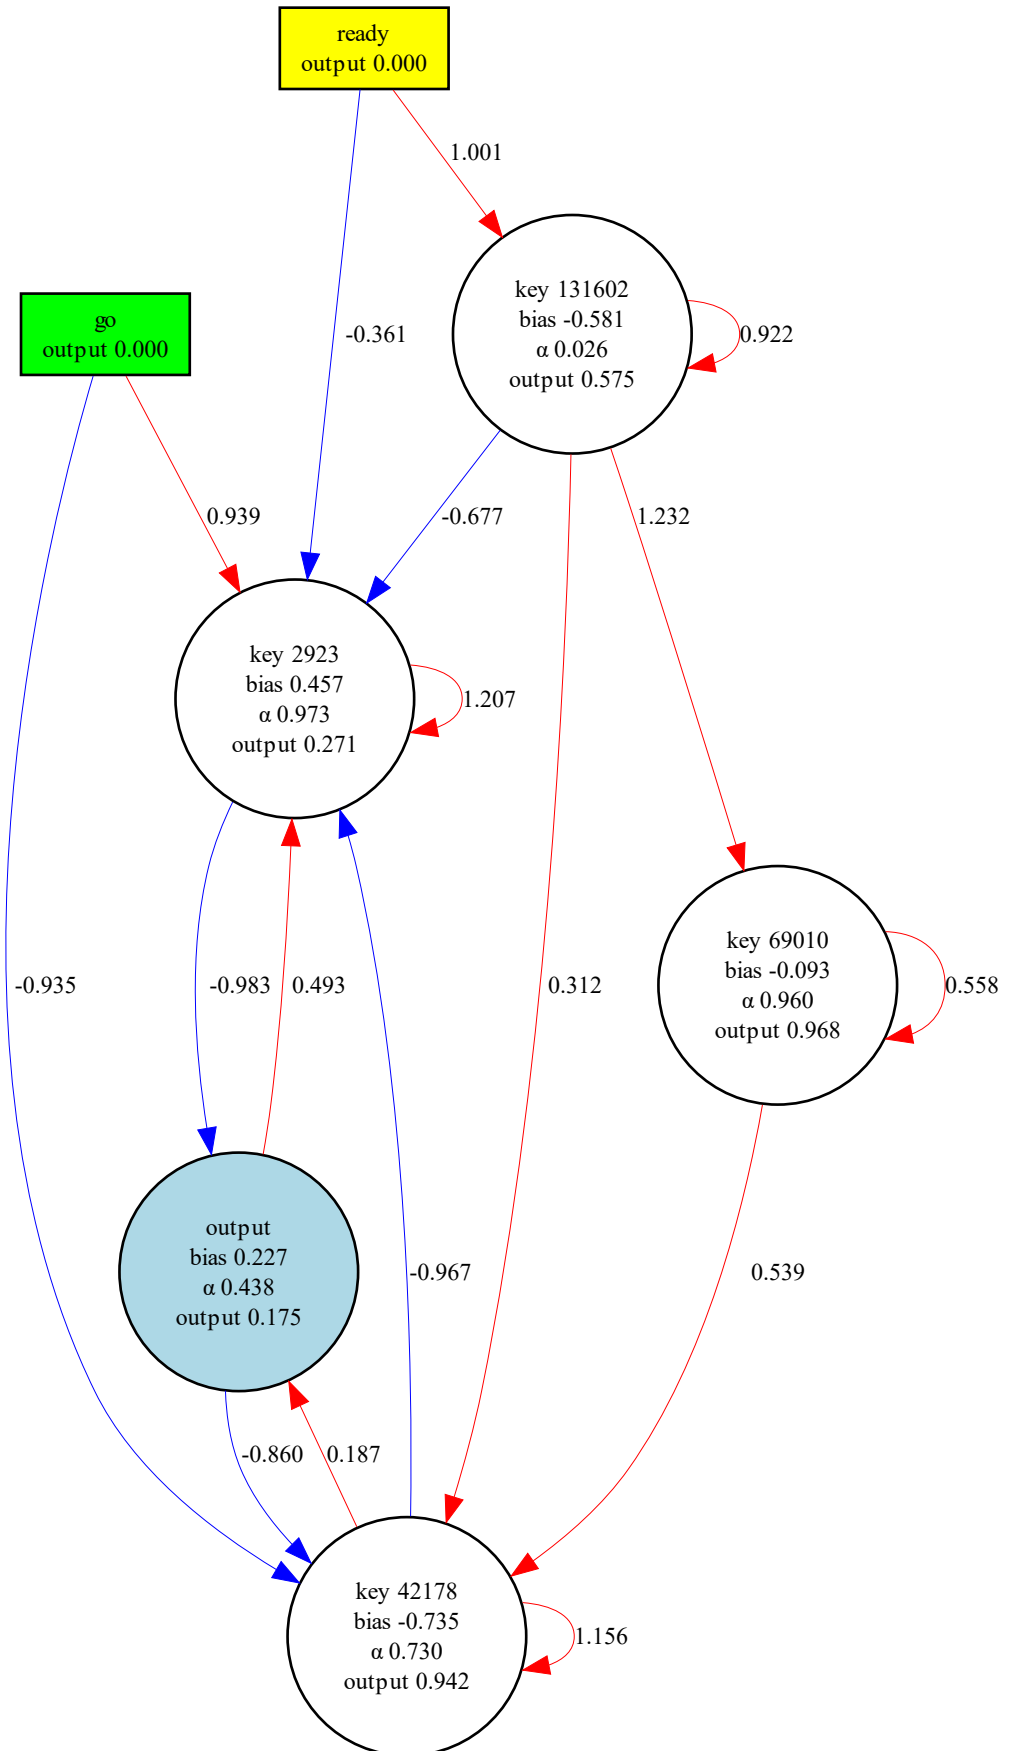 ready
output 0.000
1.001
key 131602
bias -0.581
α 0.026
output 0.575
0.922
go
output 0.000
-0.361
0.939
-0.677
1.232
key 2923
bias 0.457
α 0.973
output 0.271
1.207
key 69010
bias -0.093
α 0.960
output 0.968
0.558
-0.935
-0.983
0.493
0.312
output
bias 0.227
α 0.438
output 0.175
-0.967
0.539
-0.860
0.187
key 42178
bias -0.735
α 0.730
output 0.942
1.156